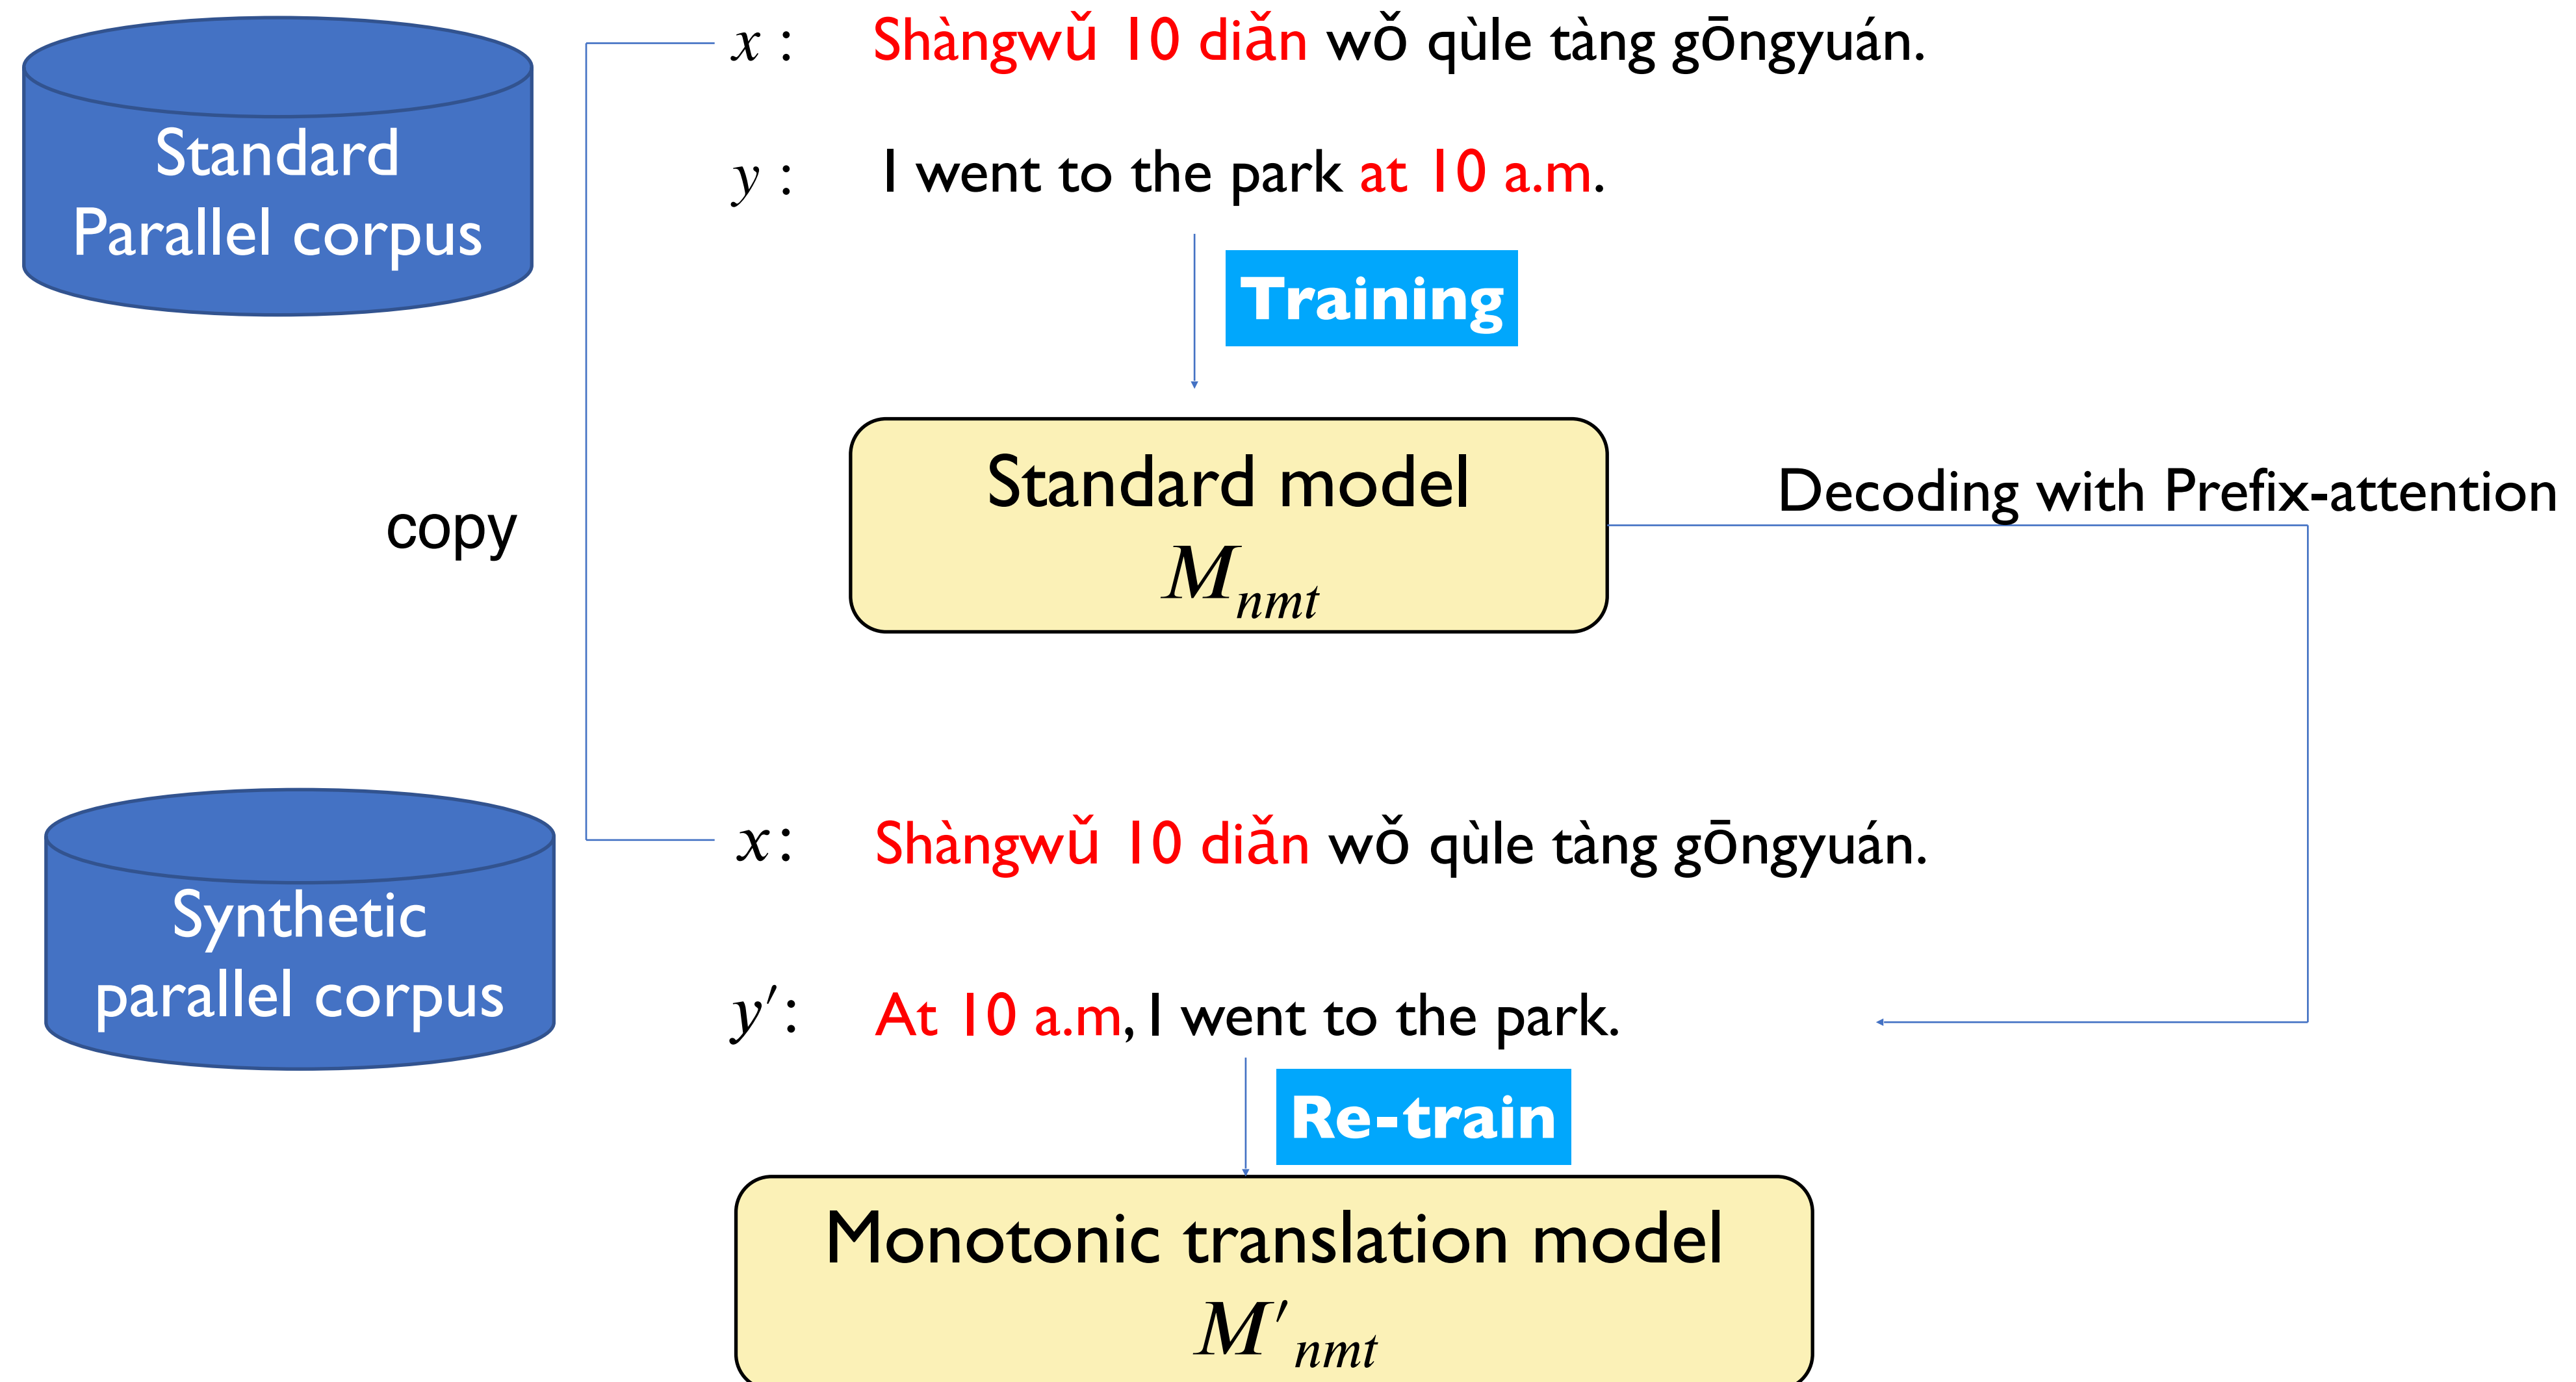 Standard
Parallel corpus
x : Shàngwǔ 10 diǎn wǒ qùle tàng gōngyuán.
y : I went to the park at 10 a.m.
Training
Standard model
M_nmt
Decoding with Prefix-attention
copy
Synthetic
parallel corpus
x: Shàngwǔ 10 diǎn wǒ qùle tàng gōngyuán.
y′: At 10 a.m, I went to the park.
Re-train
Monotonic translation model
M′_nmt